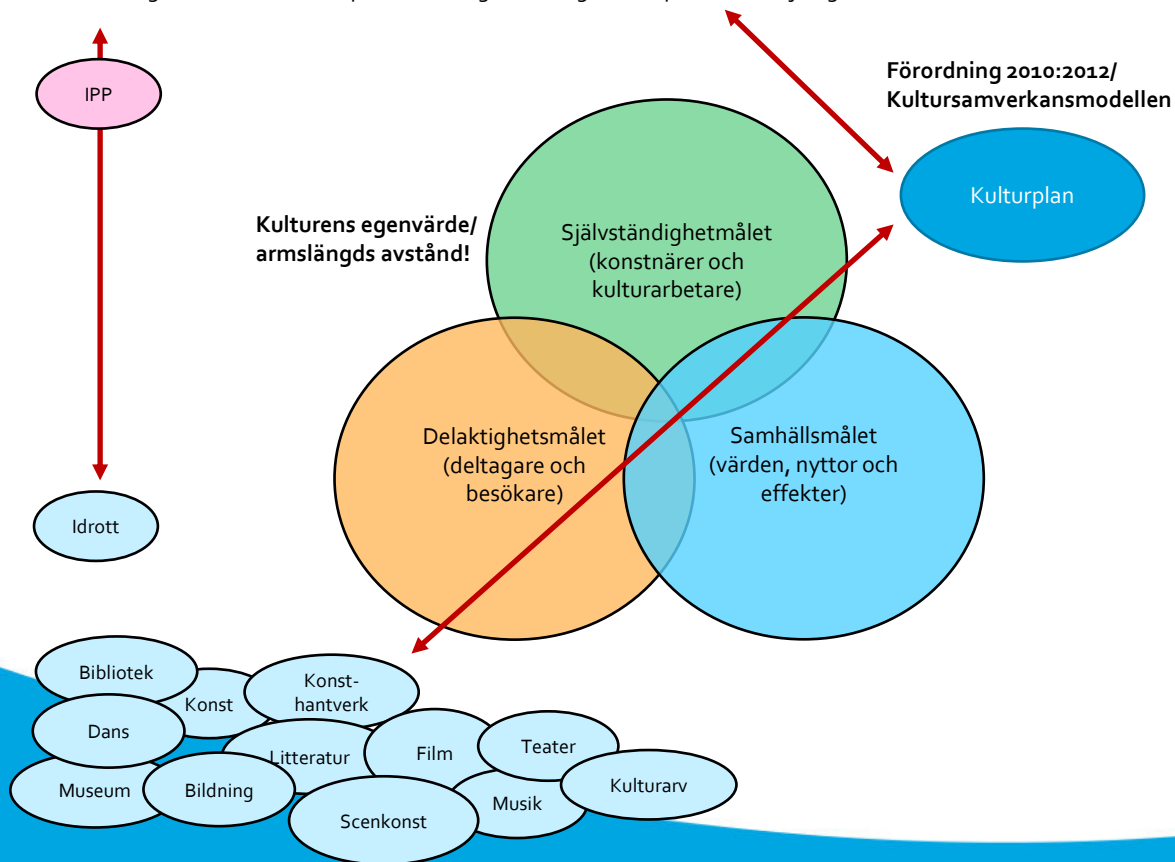 IPP
Förordning 2010:2012/
Kultursamverkansmodellen
Kulturplan
Kulturens egenvärde/
armslängds avstånd!
Självständighetmålet
(konstnärer och
kulturarbetare)
Delaktighetsmålet
(deltagare och
besökare)
Samhällsmålet
(värden, nyttor och
effekter)
Idrott
Bibliotek
Konst
Konst-
hantverk
Dans
Litteratur
Film
Teater
Museum
Bildning
Scenkonst
Musik
Kulturarv